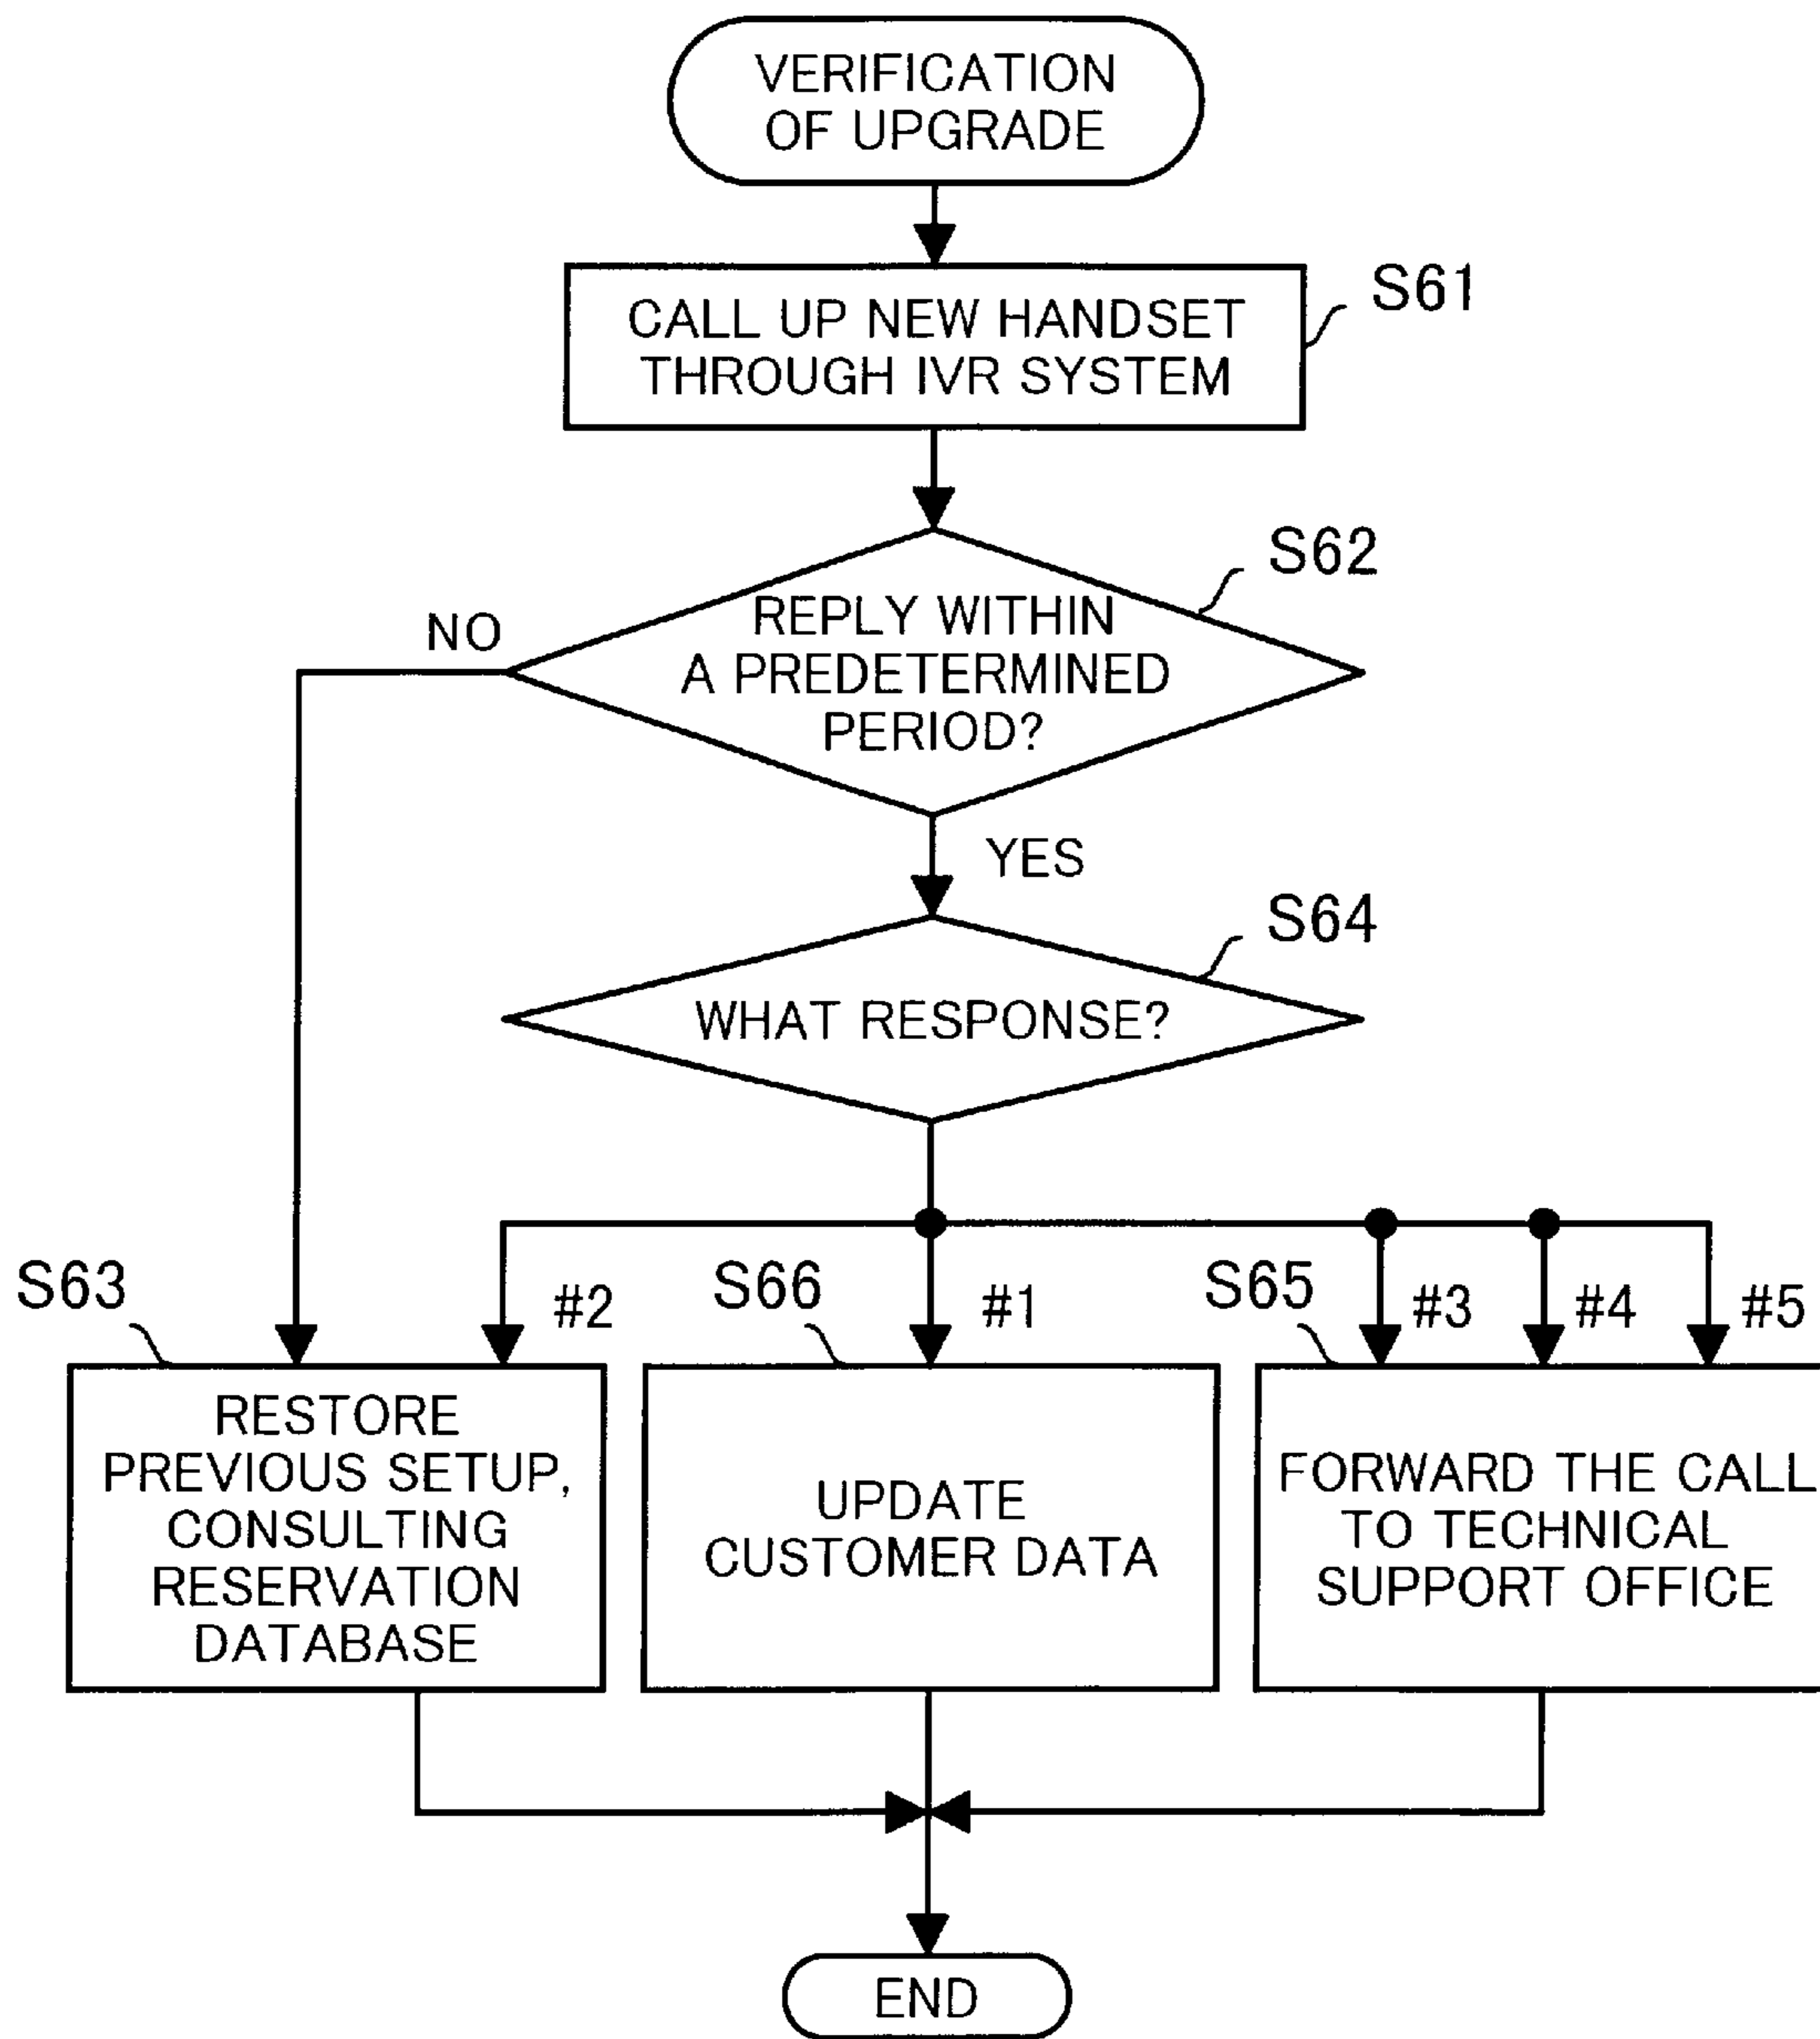 VERIFICATION
OF UPGRADE
CALL UP NEW HANDSET
THROUGH IVR SYSTEM
S61
REPLY WITHIN
A PREDETERMINED
PERIOD?
S62
NO
YES
WHAT RESPONSE?
S64
S63
#2
S66
#1
S65
#3
#4
#5
RESTORE
PREVIOUS SETUP,
CONSULTING
RESERVATION
DATABASE
UPDATE
CUSTOMER DATA
FORWARD THE CALL
TO TECHNICAL
SUPPORT OFFICE
END